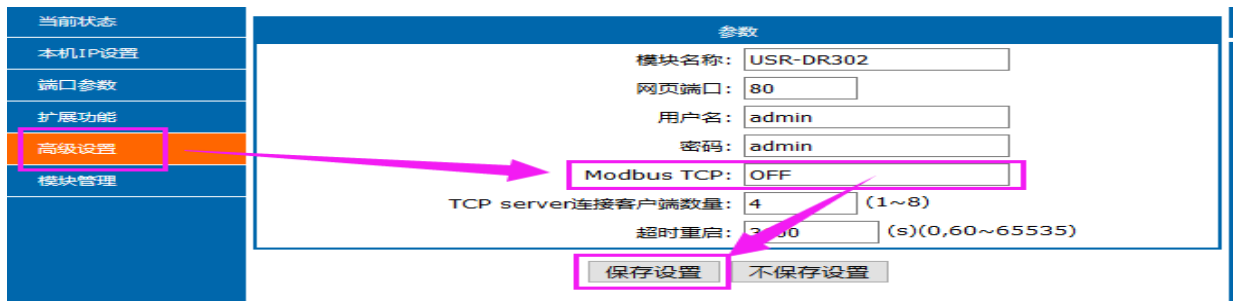 当前状态
本机IP设置
端口参数
扩展功能
高级设置
模块管理
参数
模块名称: USR-DR302
网页端口: 80
用户名: admin
密码: admin
Modbus TCP: OFF
TCP server连接客户端数量: 4 (1~8)
超时重启: (s)(0,60~65535)
保存设置 不保存设置